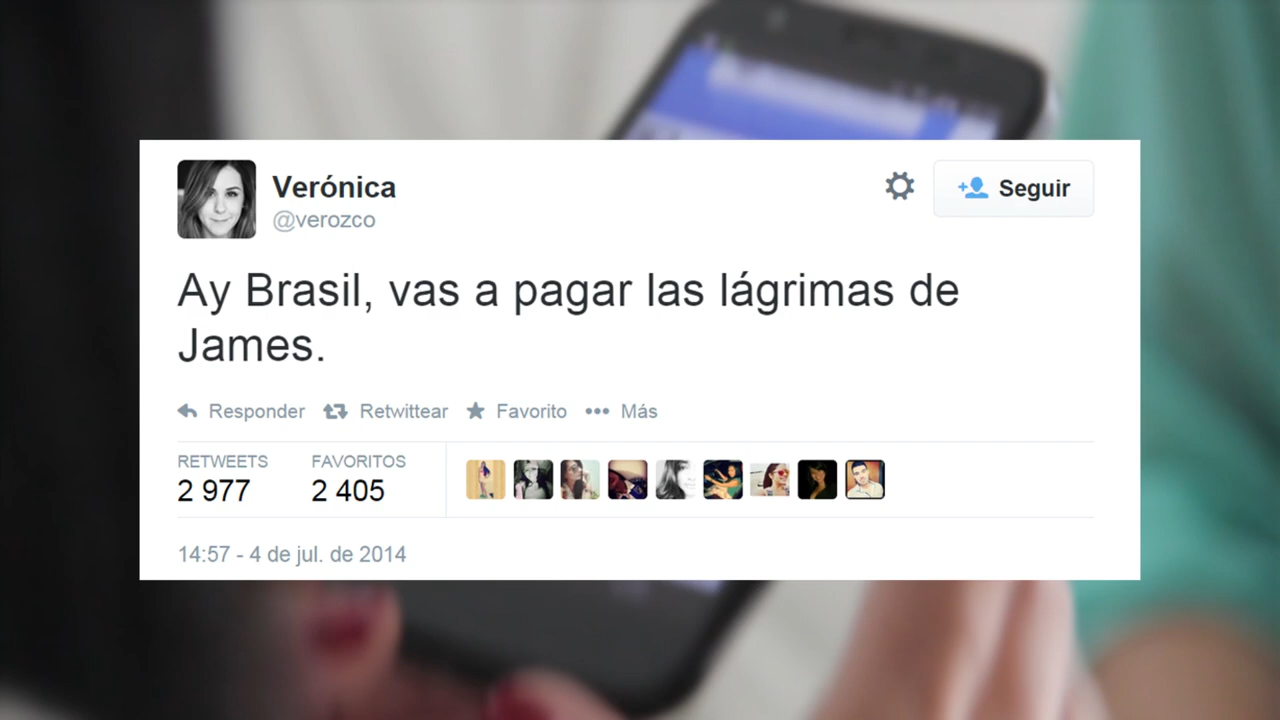 Verónica
@verozco
Seguir
Ay Brasil, vas a pagar las lágrimas de
James.
Responder Retwittear Favorito Más
RETWEETS FAVORITOS
2 977 2 405
14:57 - 4 de jul. de 2014